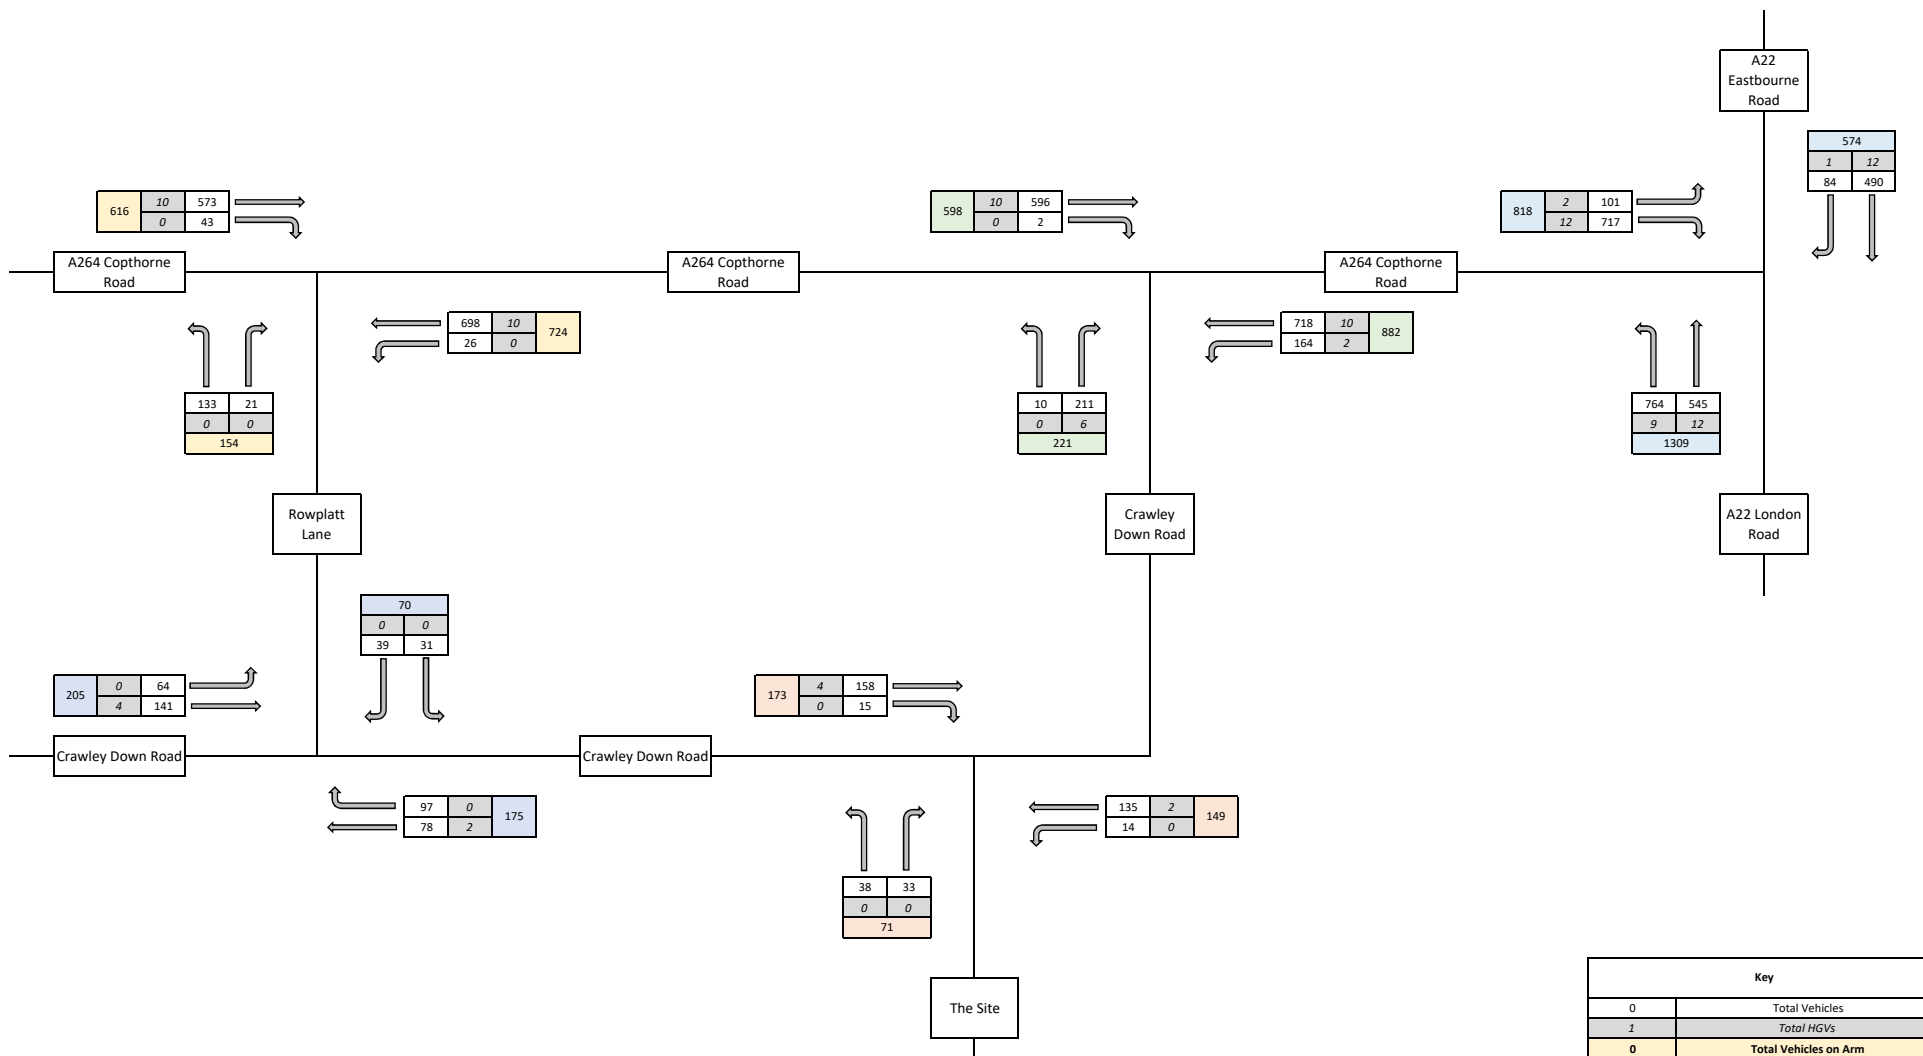 A22
Eastbourne
Road
574
1 12
84 490
616 10 573
0 43
598 10 596
0 2
818 2 101
12 717
A264 Copthorne
Road
A264 Copthorne
Road
A264 Copthorne
Road
698 10 724
26 0
718 10 882
164 2
133 21
0 0
154
10 211
0 6
221
764 545
9 12
1309
Rowplatt
Lane
Crawley
Down Road
A22 London
Road
70
0 0
39 31
205 0 64
4 141
173 4 158
0 15
Crawley Down Road
Crawley Down Road
97 0 175
78 2
135 2 149
14 0
38 33
0 0
71
The Site
Key
0 Total Vehicles
1 Total HGVs
0 Total Vehicles on Arm